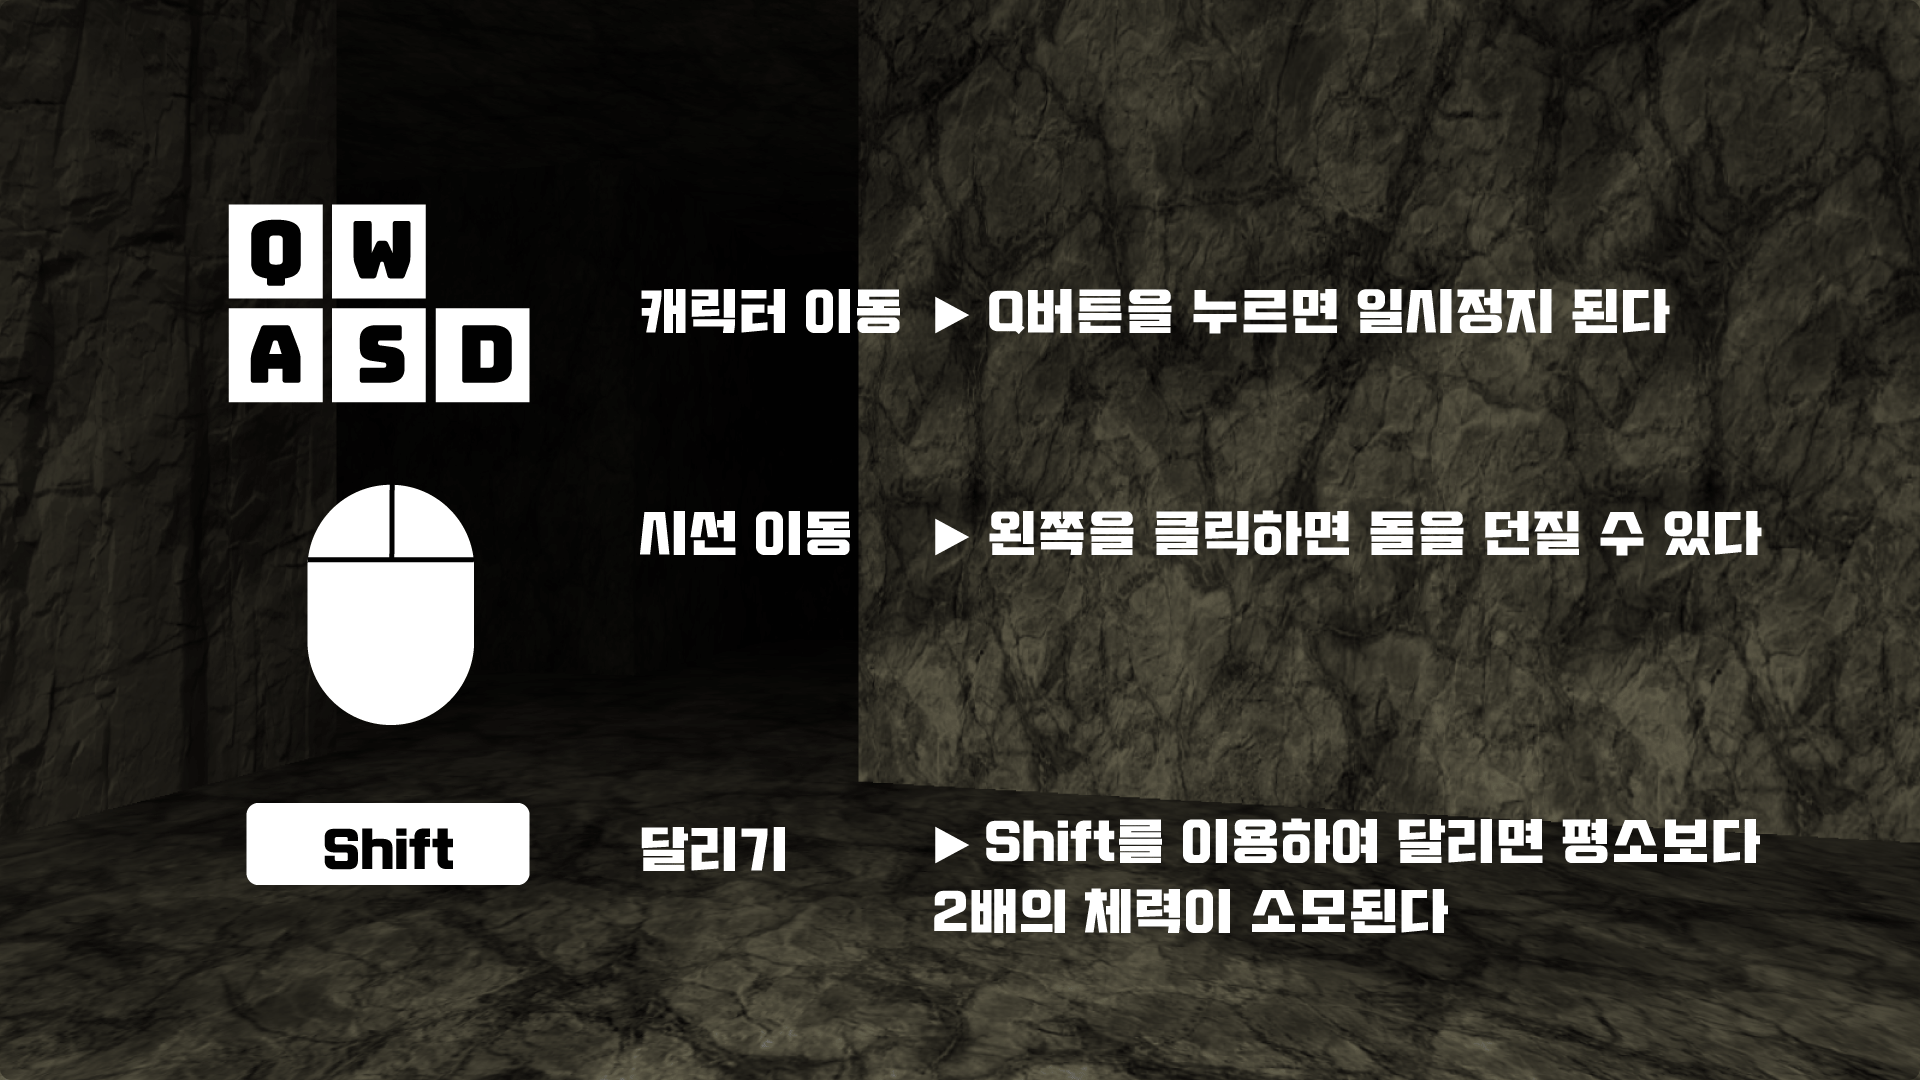 Q W
A S D
캐릭터 이동 ▶ Q버튼을 누르면 일시정지 된다
시선 이동 ▶ 왼쪽을 클릭하면 돌을 던질 수 있다
Shift 달리기 ▶ Shift를 이용하여 달리면 평소보다
2배의 체력이 소모된다